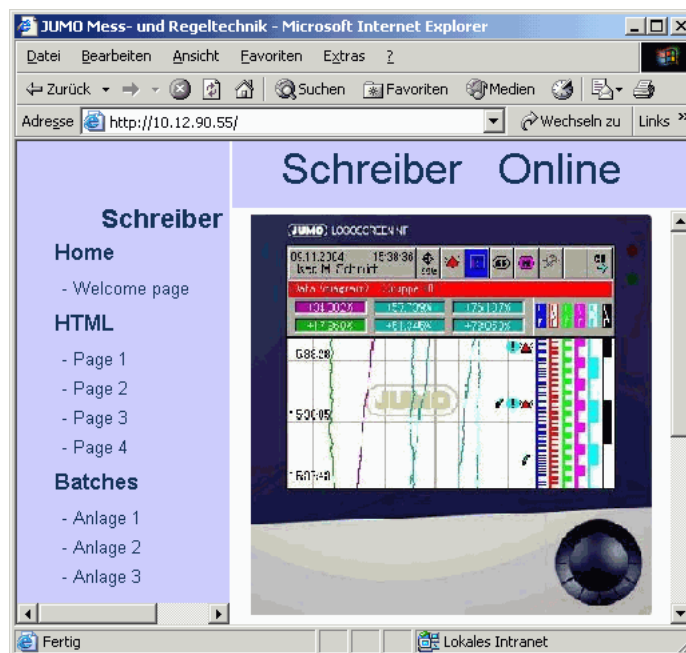 JUMO Mess- und Regeltechnik - Microsoft Internet Explorer
Datei Bearbeiten Ansicht Favoriten Extras ?
Zurück Suchen Favoriten Medien
Adresse http://10.12.90.55/ Wechseln zu Links »
Schreiber Online
Schreiber
Home
- Welcome page
HTML
- Page 1
- Page 2
- Page 3
- Page 4
Batches
- Anlage 1
- Anlage 2
- Anlage 3
JUMO LOGOSCREEN NT
09.11.2004 15:38:36
JUMO
Fertig Lokales Intranet